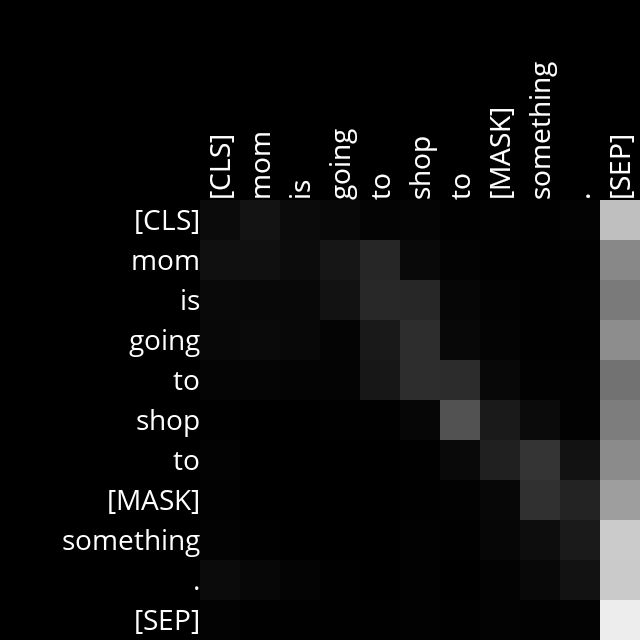 [CLS]
mom
is
going
to
shop
to
[MASK]
something
.
[SEP]
[CLS]
mom
is
going
to
shop
to
[MASK]
something
.
[SEP]